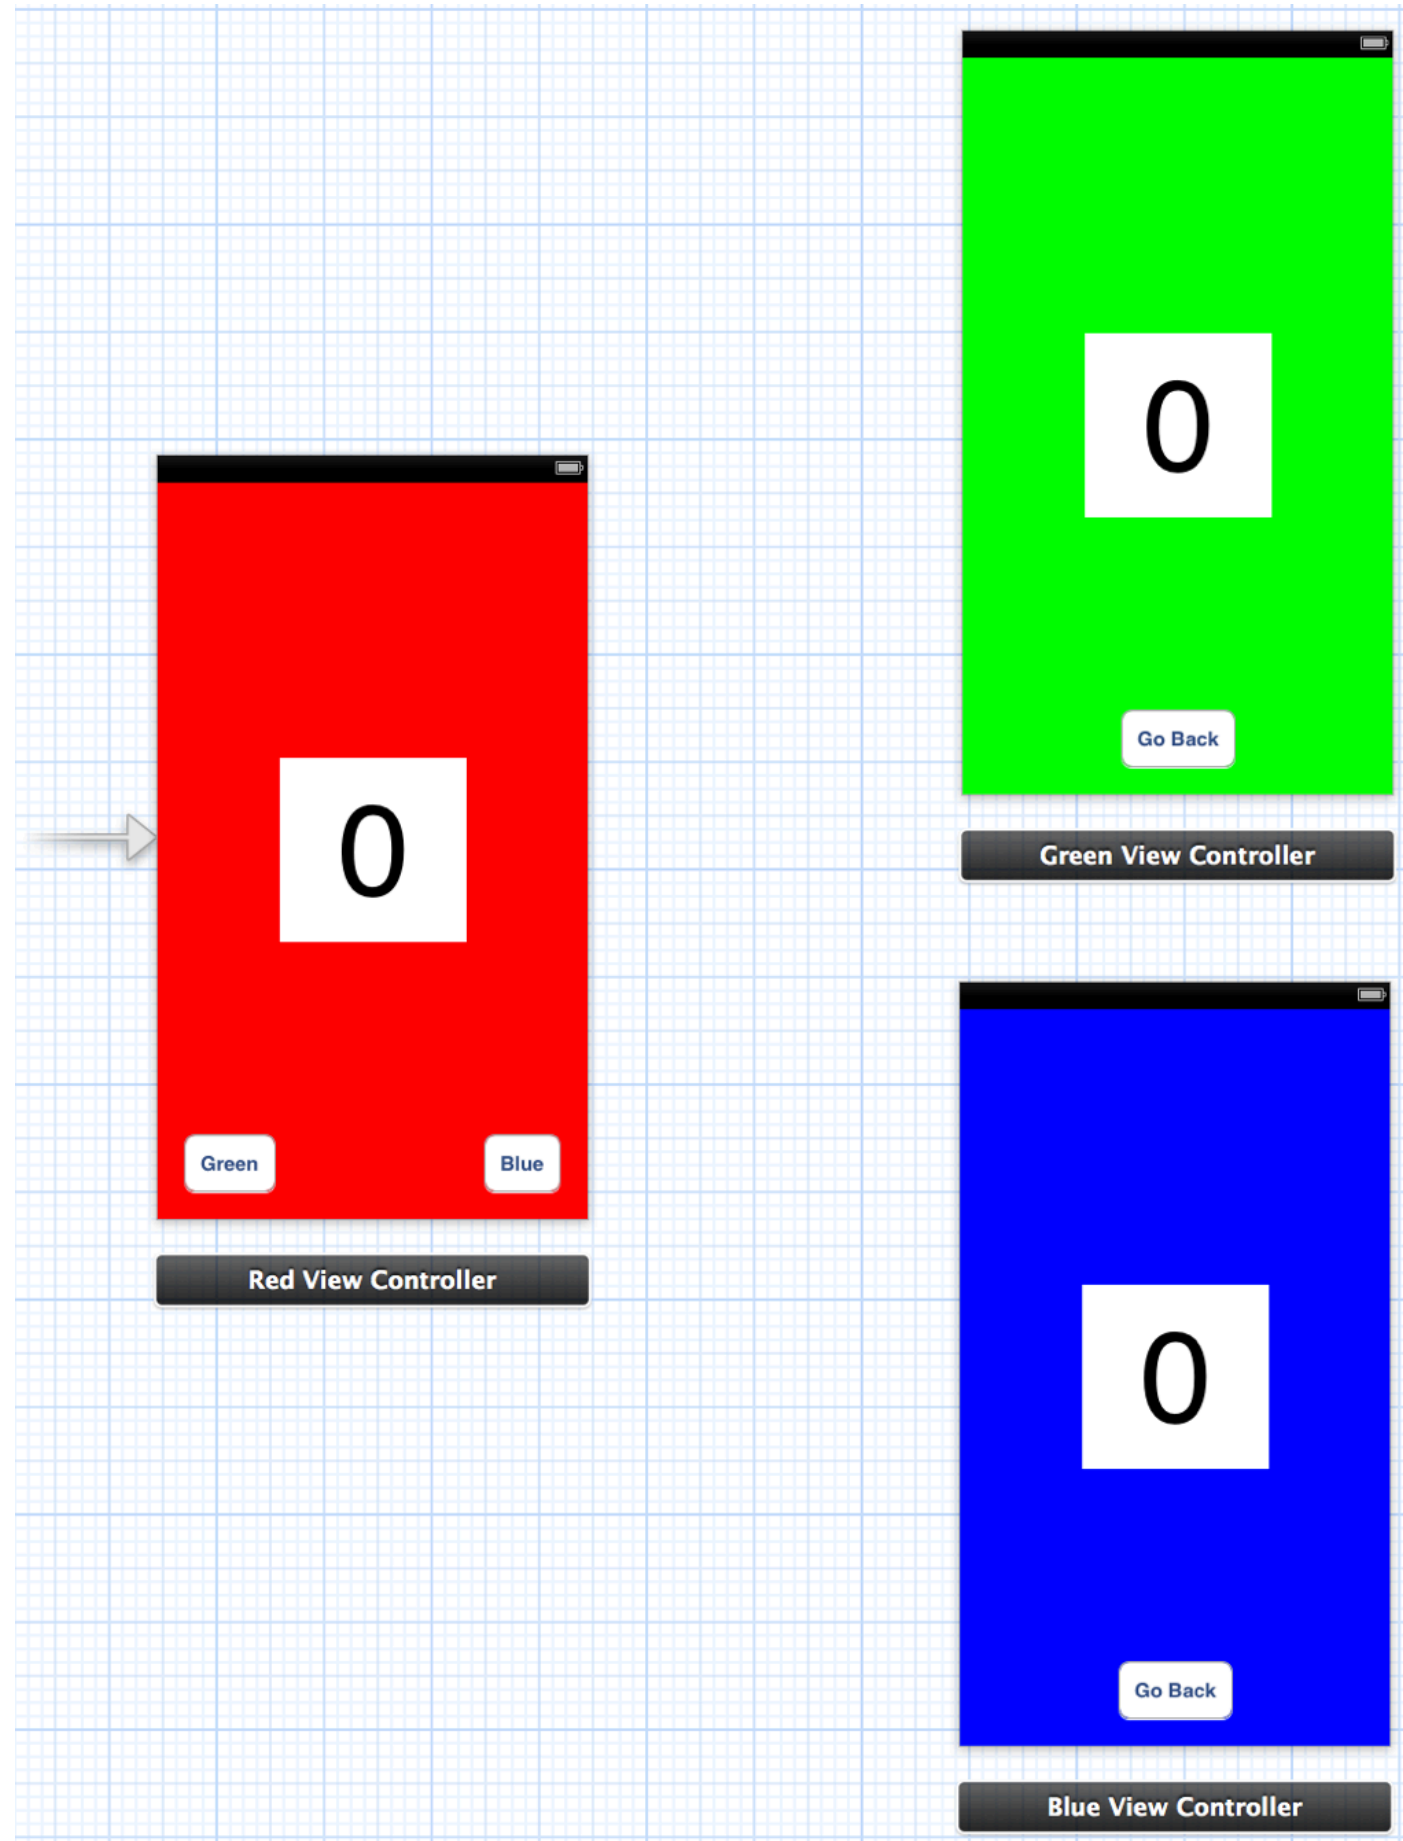 0
Green
Blue
Red View Controller
0
Go Back
Green View Controller
0
Go Back
Blue View Controller